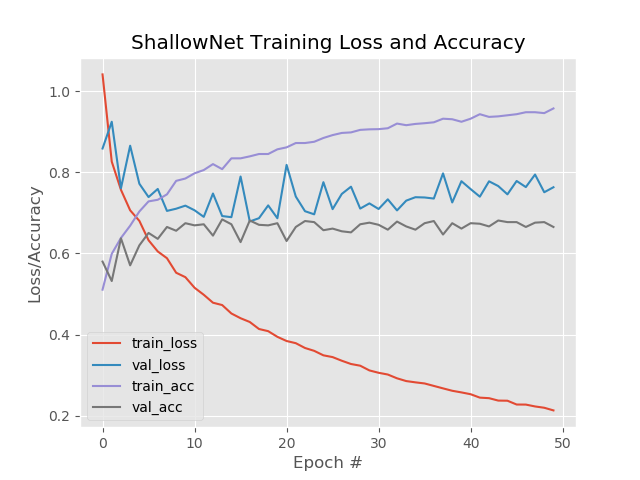 ShallowNet Training Loss and Accuracy
Loss/Accuracy
1.0
0.8
0.6
0.4
0.2
train_loss
val_loss
train_acc
val_acc
0 10 20 30 40 50
Epoch #